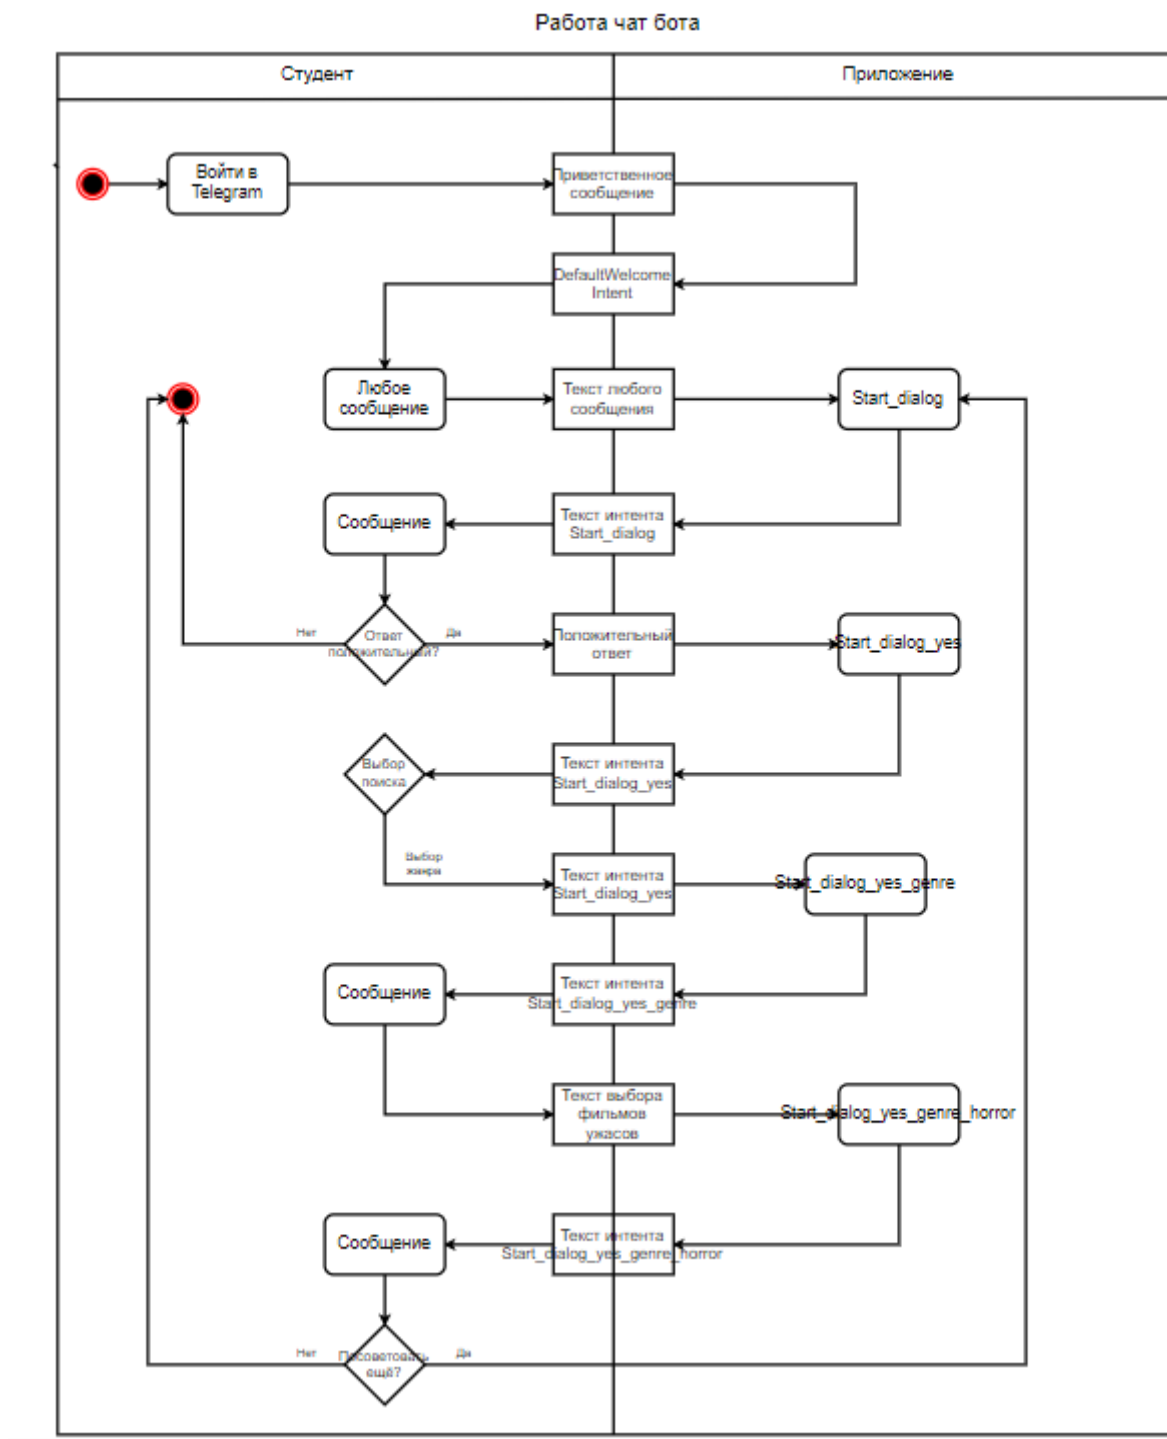 Работа чат бота
Студент
Приложение
Войти в
Telegram
Приветственное
сообщение
DefaultWelcome
Intent
Любое
сообщение
Текст любого
сообщения
Start_dialog
Сообщение
Текст интента
Start_dialog
Нет
Ответ
положительный?
Да
Положительный
ответ
Start_dialog_yes
Выбор
поиска
Текст интента
Start_dialog_yes
Выбор
жанра
Текст интента
Start_dialog_yes
Start_dialog_yes_genre
Сообщение
Текст интента
Start_dialog_yes_genre
Текст выбора
фильмов
ужасов
Start_dialog_yes_genre_horror
Сообщение
Текст интента
Start_dialog_yes_genre_horror
Нет
Посоветовать
ещё?
Да